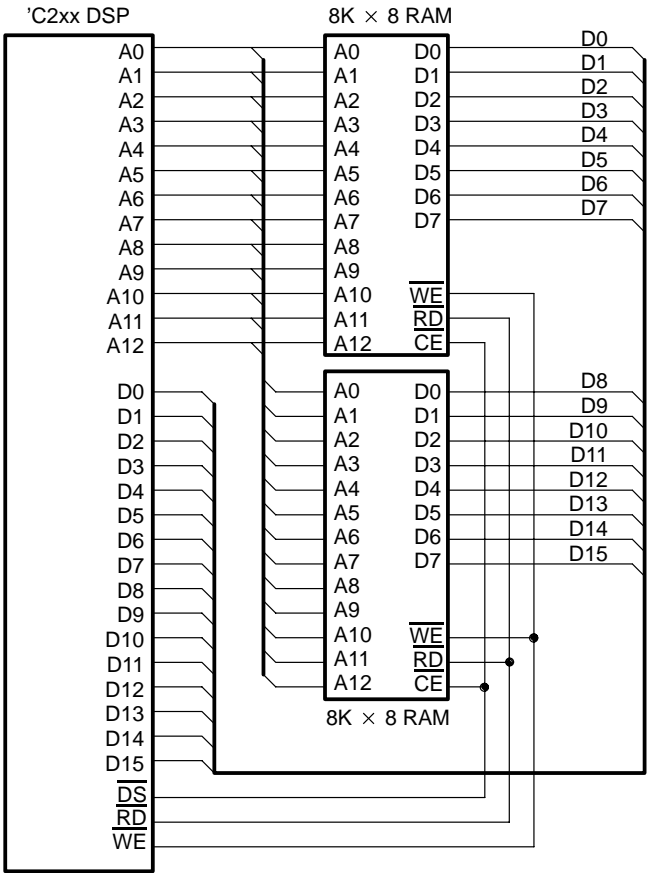 'C2xx DSP
A0
A1
A2
A3
A4
A5
A6
A7
A8
A9
A10
A11
A12
D0
D1
D2
D3
D4
D5
D6
D7
D8
D9
D10
D11
D12
D13
D14
D15
DS
RD
WE
8K × 8 RAM
A0 D0
A1 D1
A2 D2
A3 D3
A4 D4
A5 D5
A6 D6
A7 D7
A8
A9
A10 WE
A11 RD
A12 CE
D0
D1
D2
D3
D4
D5
D6
D7
A0 D0
A1 D1
A2 D2
A3 D3
A4 D4
A5 D5
A6 D6
A7 D7
A8
A9
A10 WE
A11 RD
A12 CE
8K × 8 RAM
D8
D9
D10
D11
D12
D13
D14
D15